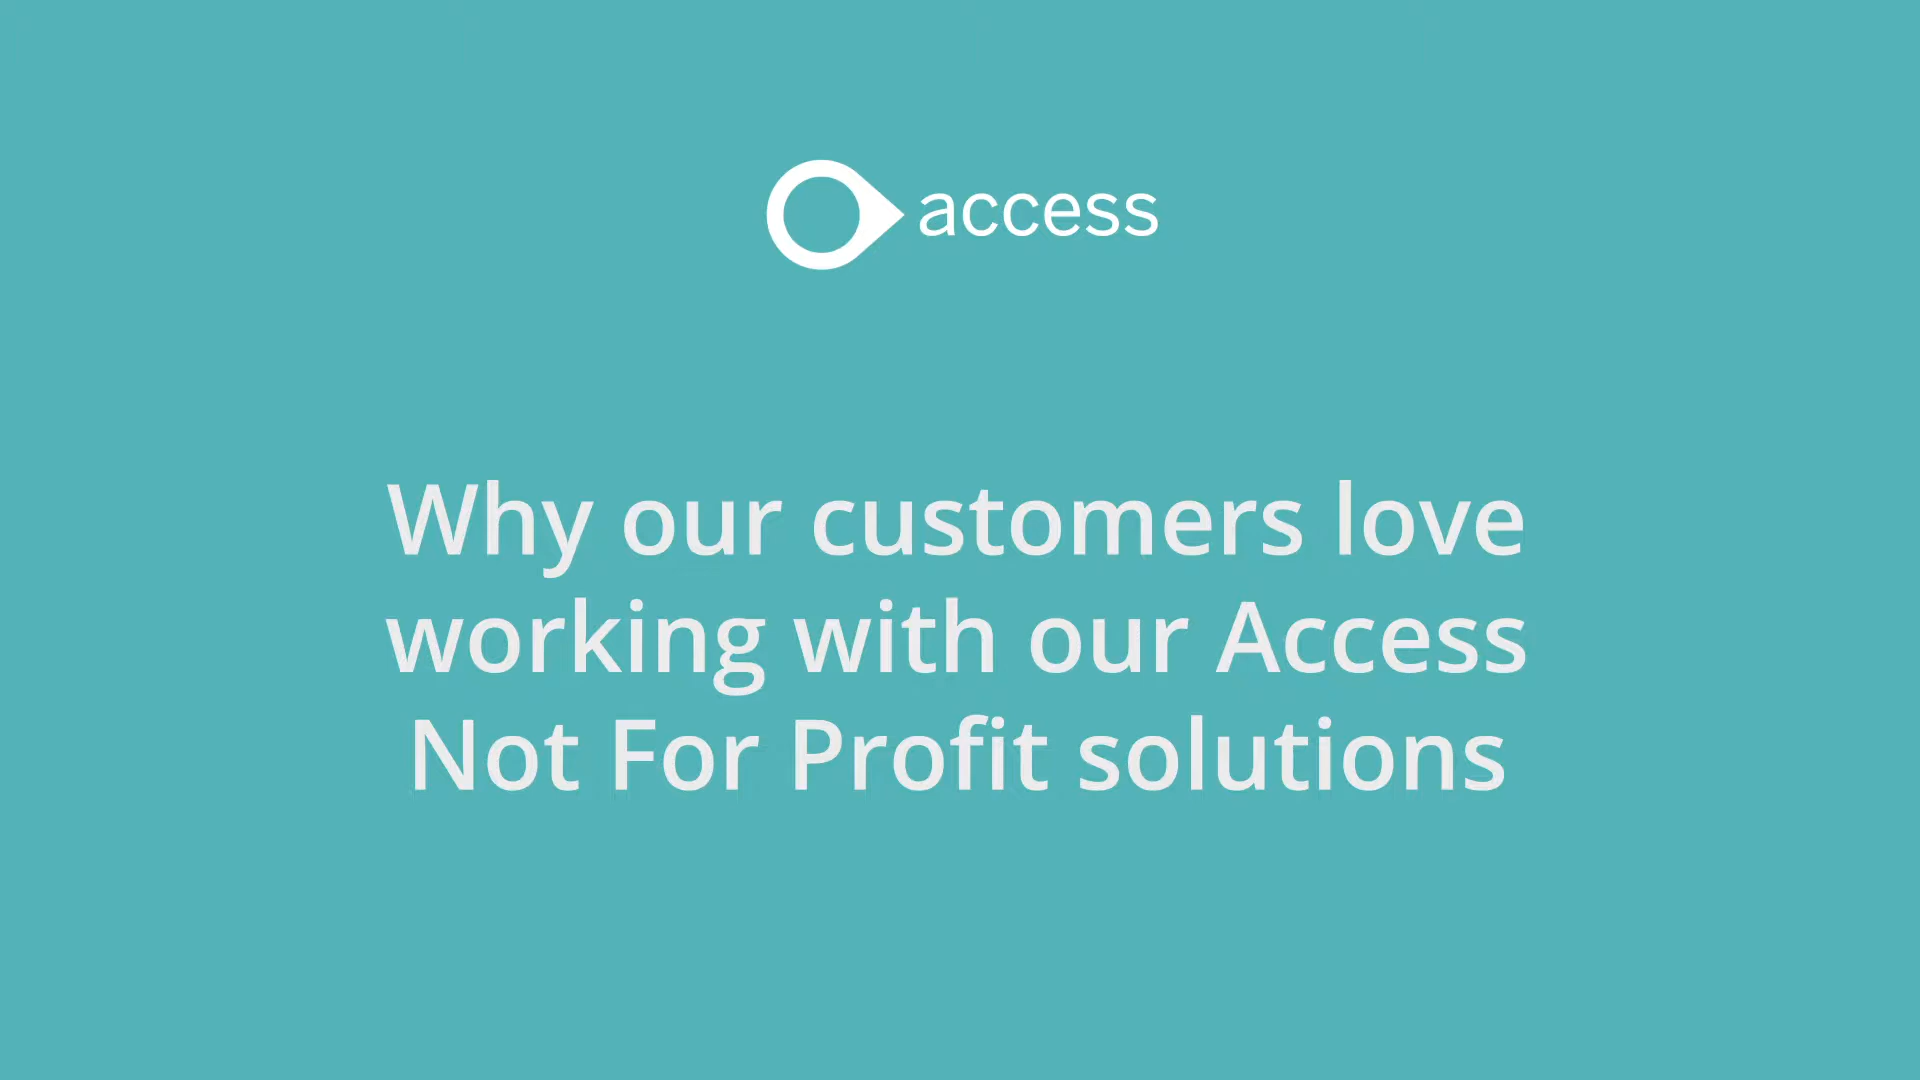 access
Why our customers love
working with our Access
Not For Profit solutions